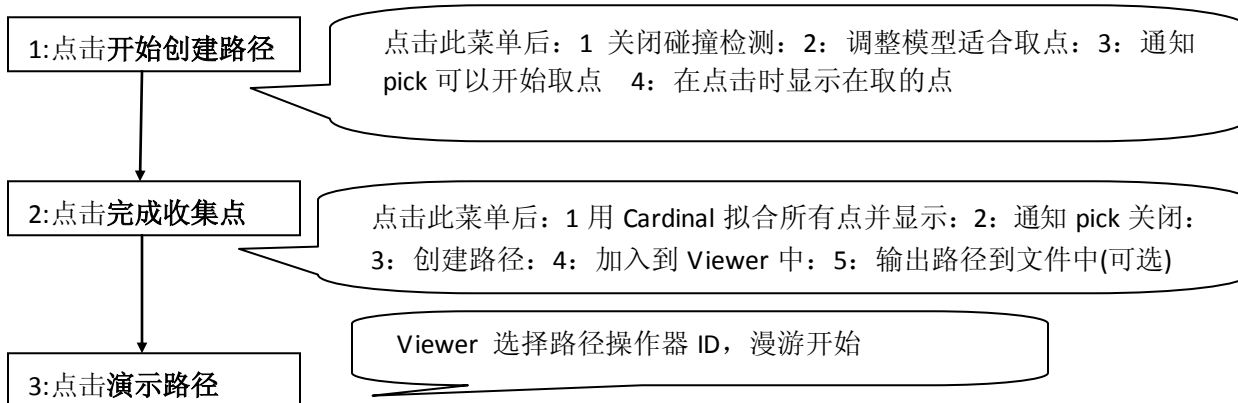 1:点击开始创建路径
点击此菜单后：1 关闭碰撞检测：2：调整模型适合取点：3：通知
pick 可以开始取点 4：在点击时显示在取的点
2:点击完成收集点
点击此菜单后：1 用 Cardinal 拟合所有点并显示：2：通知 pick 关闭：
3：创建路径：4：加入到 Viewer 中：5：输出路径到文件中(可选)
Viewer 选择路径操作器 ID，漫游开始
3:点击演示路径